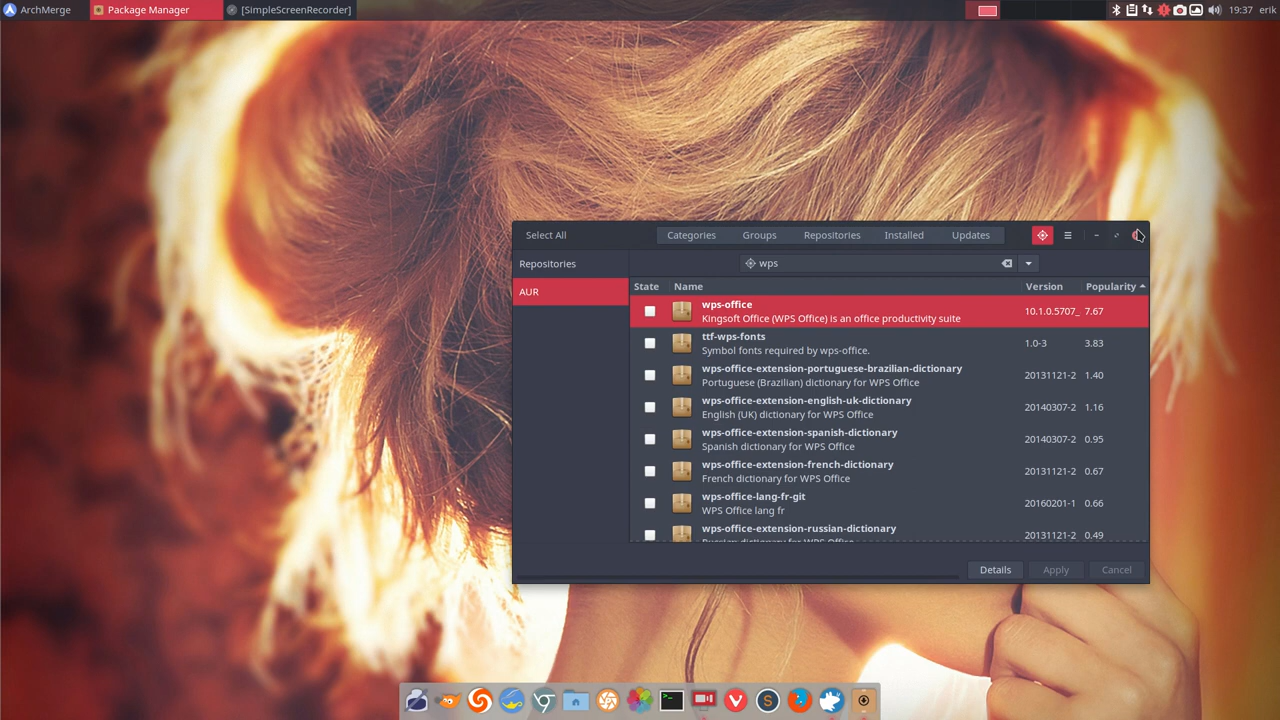 ArchMerge
Package Manager
[SimpleScreenRecorder]
19:37
erik
Select All
Categories
Groups
Repositories
Installed
Updates
Repositories
wps
AUR
State
Name
Version
Popularity
wps-office
Kingsoft Office (WPS Office) is an office productivity suite
10.1.0.5707_
7.67
ttf-wps-fonts
Symbol fonts required by wps-office.
1.0-3
3.83
wps-office-extension-portuguese-brazilian-dictionary
Portuguese (Brazilian) dictionary for WPS Office
20131121-2
1.40
wps-office-extension-english-uk-dictionary
English (UK) dictionary for WPS Office
20140307-2
1.16
wps-office-extension-spanish-dictionary
Spanish dictionary for WPS Office
20140307-2
0.95
wps-office-extension-french-dictionary
French dictionary for WPS Office
20131121-2
0.67
wps-office-lang-fr-git
WPS Office lang fr
20160201-1
0.66
wps-office-extension-russian-dictionary
Russian dictionary for WPS Office
20131121-2
0.49
Details
Apply
Cancel